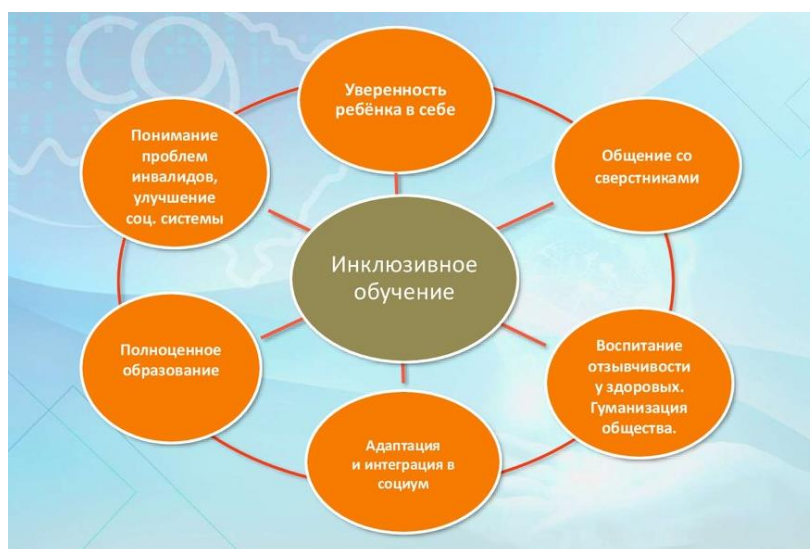 Уверенность
ребёнка в себе
Общение со
сверстниками
Воспитание
отзывчивости
у здоровых.
Гуманизация
общества.
Адаптация
и интеграция в
социум
Полноценное
образование
Понимание
проблем
инвалидов,
улучшение
соц. системы
Инклюзивное
обучение